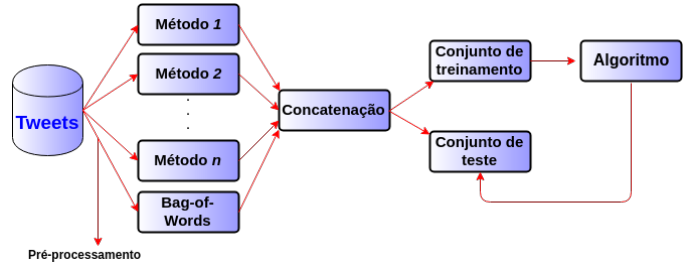 Método 1
Método 2
Tweets
Concatenação
Método n
Bag-of-
Words
Conjunto de
treinamento
Algoritmo
Conjunto de
teste
Pré-processamento